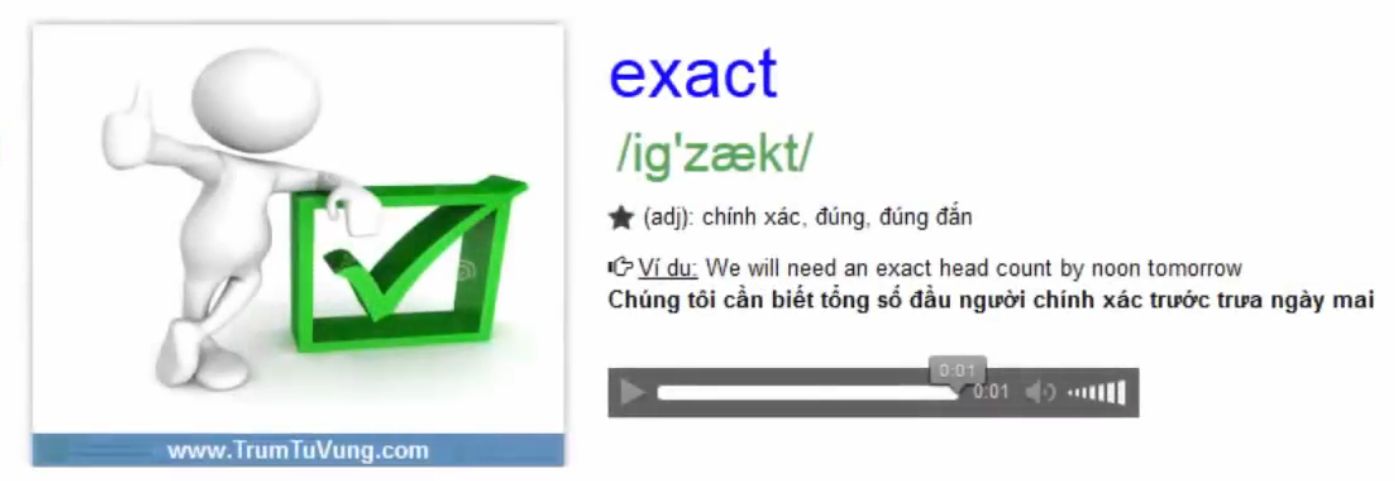 exact
/ig'zækt/
★ (adj): chính xác, đúng, đúng đắn
Ví dụ: We will need an exact head count by noon tomorrow
Chúng tôi cần biết tổng số đầu người chính xác trước trưa ngày mai
0:01
0:01
www.TrumTuVung.com